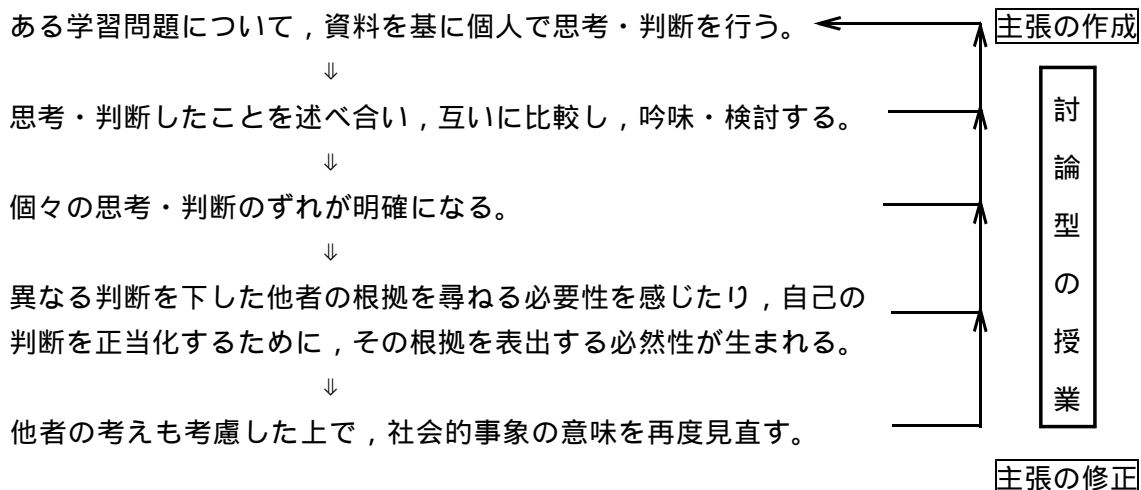 ある学習問題について，資料を基に個人で思考・判断を行う。
主張の作成
⇓
思考・判断したことを述べ合い，互いに比較し，吟味・検討する。
⇓
個々の思考・判断のずれが明確になる。
⇓
異なる判断を下した他者の根拠を尋ねる必要性を感じたり，自己の
判断を正当化するために，その根拠を表出する必然性が生まれる。
⇓
他者の考えも考慮した上で，社会的事象の意味を再度見直す。
討論型の授業
主張の修正